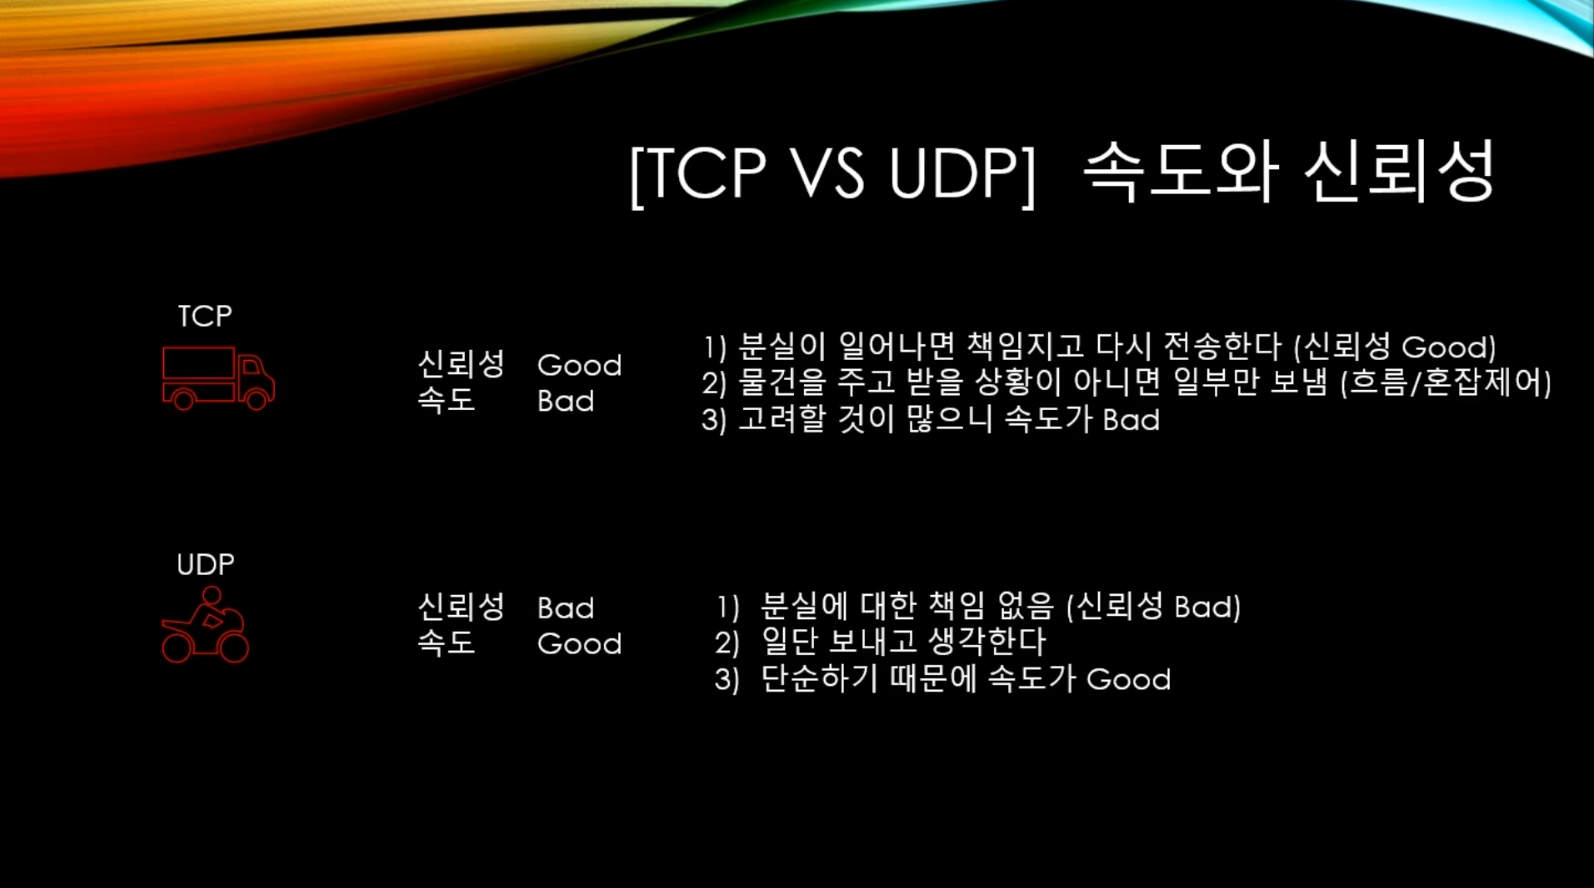 [TCP VS UDP] 속도와 신뢰성
TCP
신뢰성 Good
속도 Bad
1) 분실이 일어나면 책임지고 다시 전송한다 (신뢰성 Good)
2) 물건을 주고 받을 상황이 아니면 일부만 보냄 (흐름/혼잡제어)
3) 고려할 것이 많으니 속도가 Bad
UDP
신뢰성 Bad
속도 Good
1) 분실에 대한 책임 없음 (신뢰성 Bad)
2) 일단 보내고 생각한다
3) 단순하기 때문에 속도가 Good